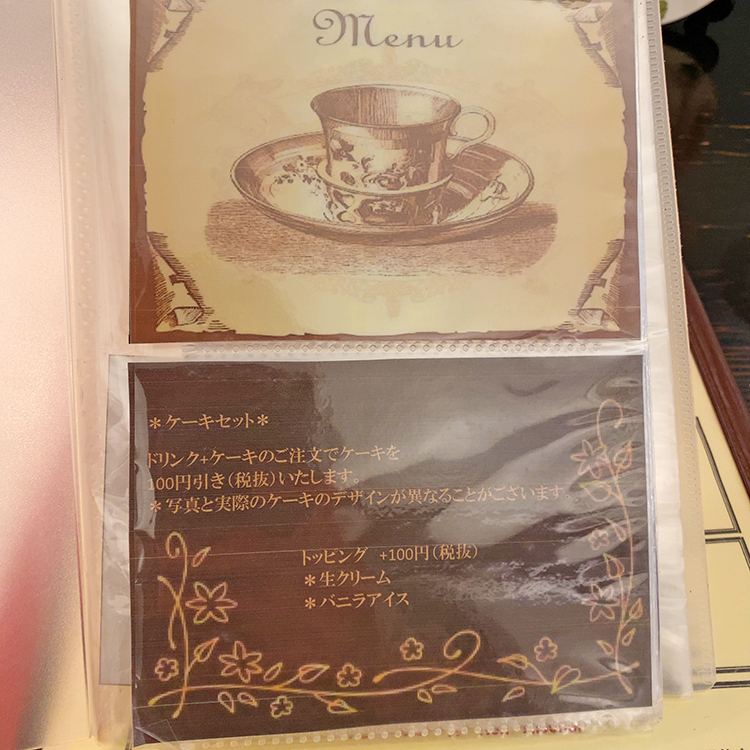 Menu
＊ケーキセット＊
ドリンク+ケーキのご注文でケーキを
100円引き（税抜）いたします。
＊写真と実際のケーキのデザインが異なることがございます。
トッピング　+100円（税抜）
＊生クリーム
＊バニラアイス